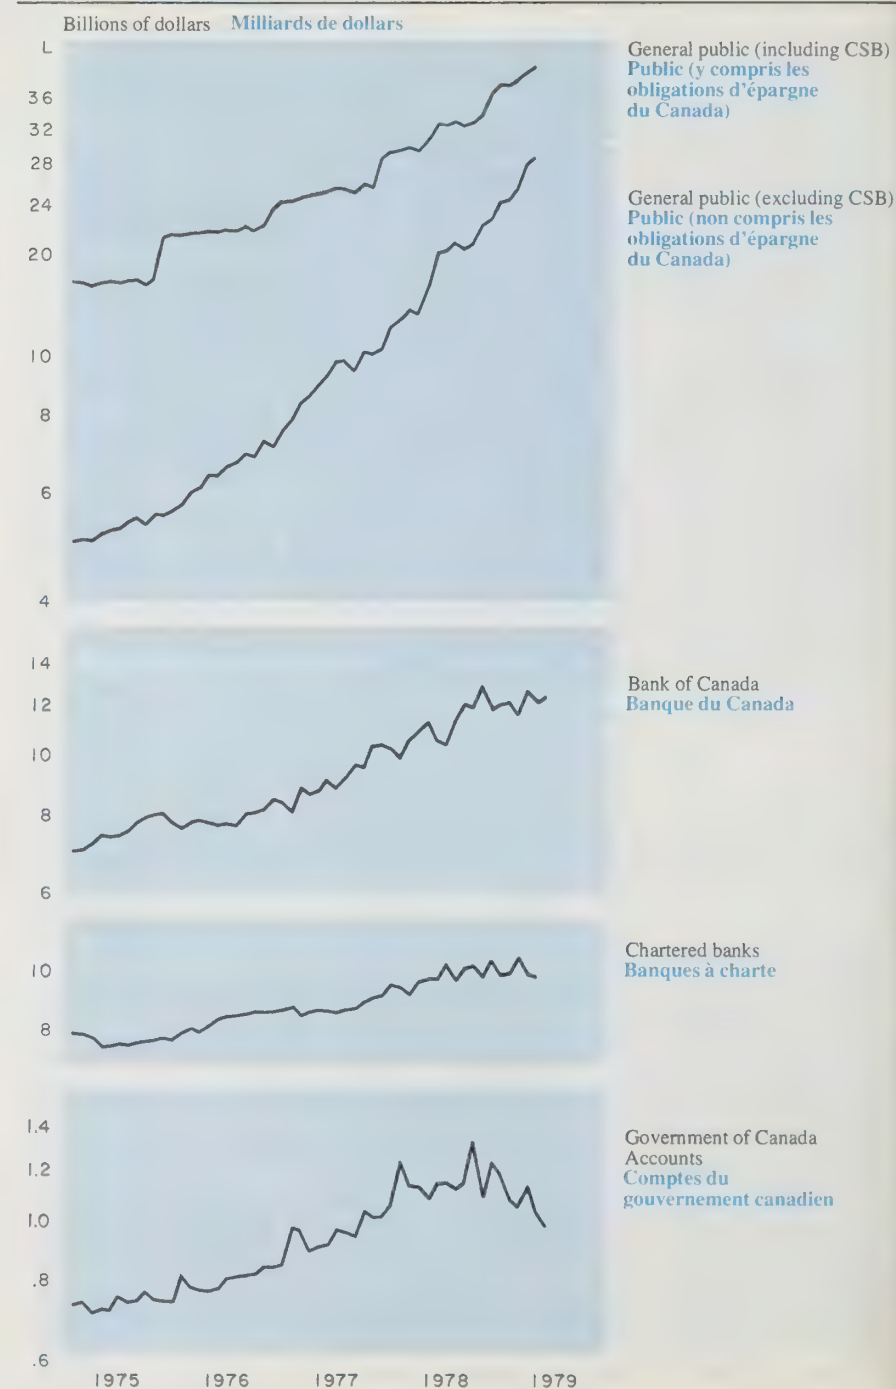 Billions of dollars Milliards de dollars
L
36
32
28
24
20
10
8
6
4
General public (including CSB)
Public (y compris les
obligations d'épargne
du Canada)
General public (excluding CSB)
Public (non compris les
obligations d'épargne
du Canada)
14
12
10
8
6
Bank of Canada
Banque du Canada
10
8
Chartered banks
Banques à charte
1.4
1.2
1.0
.8
.6
Government of Canada
Accounts
Comptes du
gouvernement canadien
1975 1976 1977 1978 1979